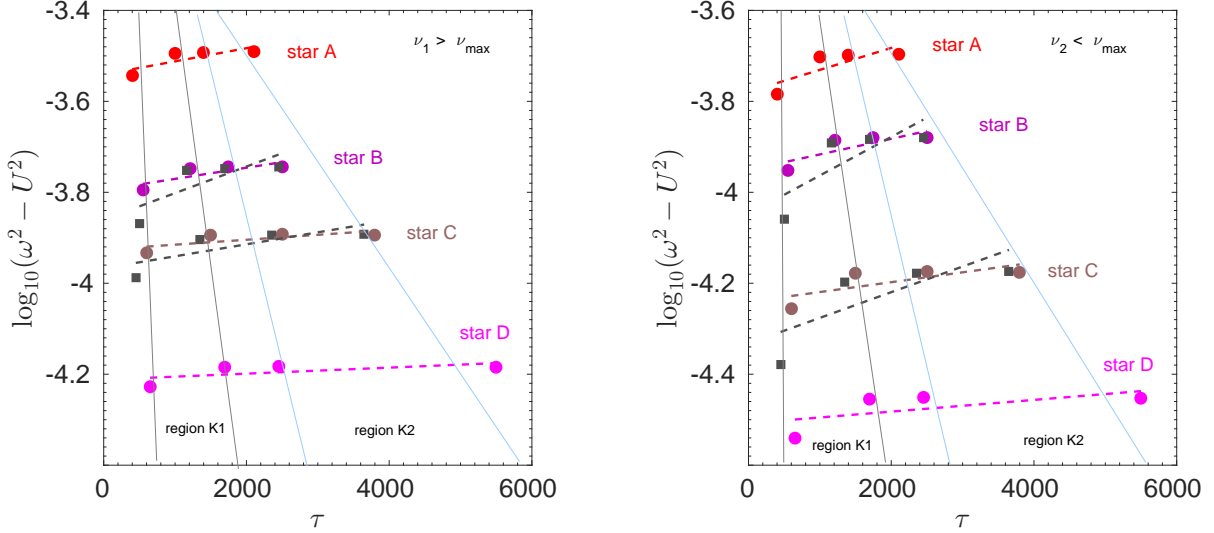 -3.4
-3.6
-3.8
-4
-4.2
log₁₀(ω² − U²)
star A
ν₁ > ν_max
star B
star C
star D
region K1
region K2
0 2000 4000 6000
τ
-3.6
-3.8
-4
-4.2
-4.4
log₁₀(ω² − U²)
star A
ν₂ < ν_max
star B
star C
star D
region K1
region K2
0 2000 4000 6000
τ